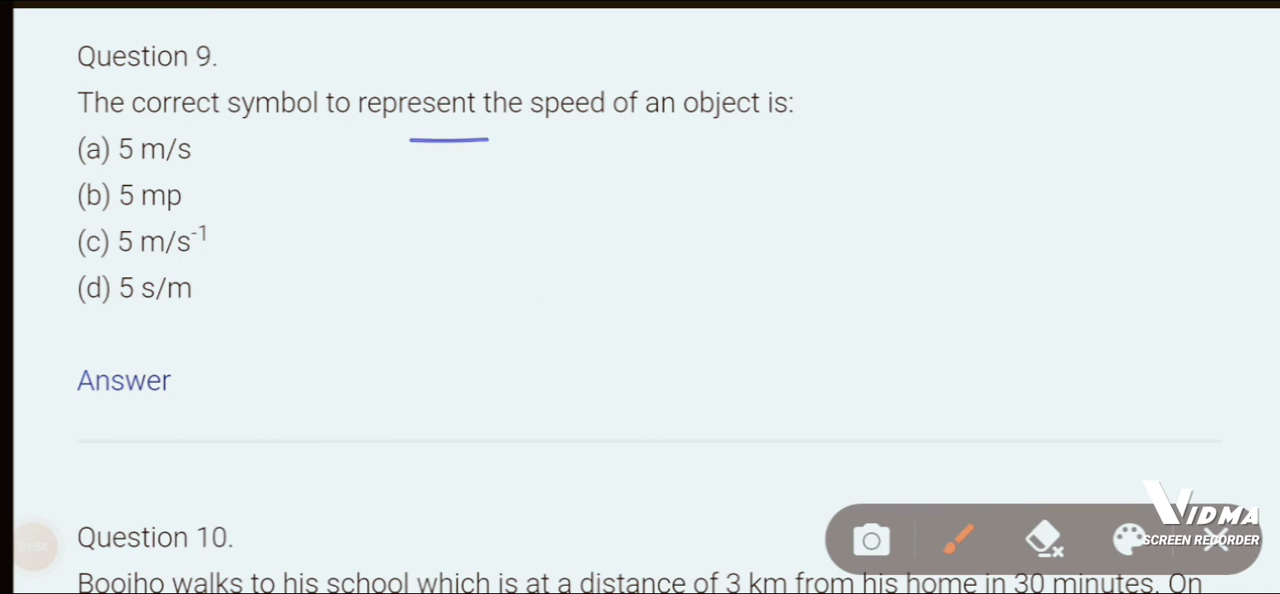 Question 9.
The correct symbol to represent the speed of an object is:
(a) 5 m/s
(b) 5 mp
(c) 5 m/s⁻¹
(d) 5 s/m
Answer
Question 10.
Boojho walks to his school which is at a distance of 3 km from his home in 30 minutes. On
VIDMA
SCREEN RECORDER